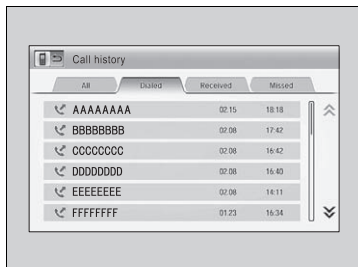 Call history
All Dialed Received Missed
AAAAAAAA 02.15 18:18
BBBBBBBB 02.08 17:42
CCCCCCCC 02.08 16:42
DDDDDDDD 02.08 16:40
EEEEEEEE 02.08 14:11
FFFFFFFF 01.23 16:34